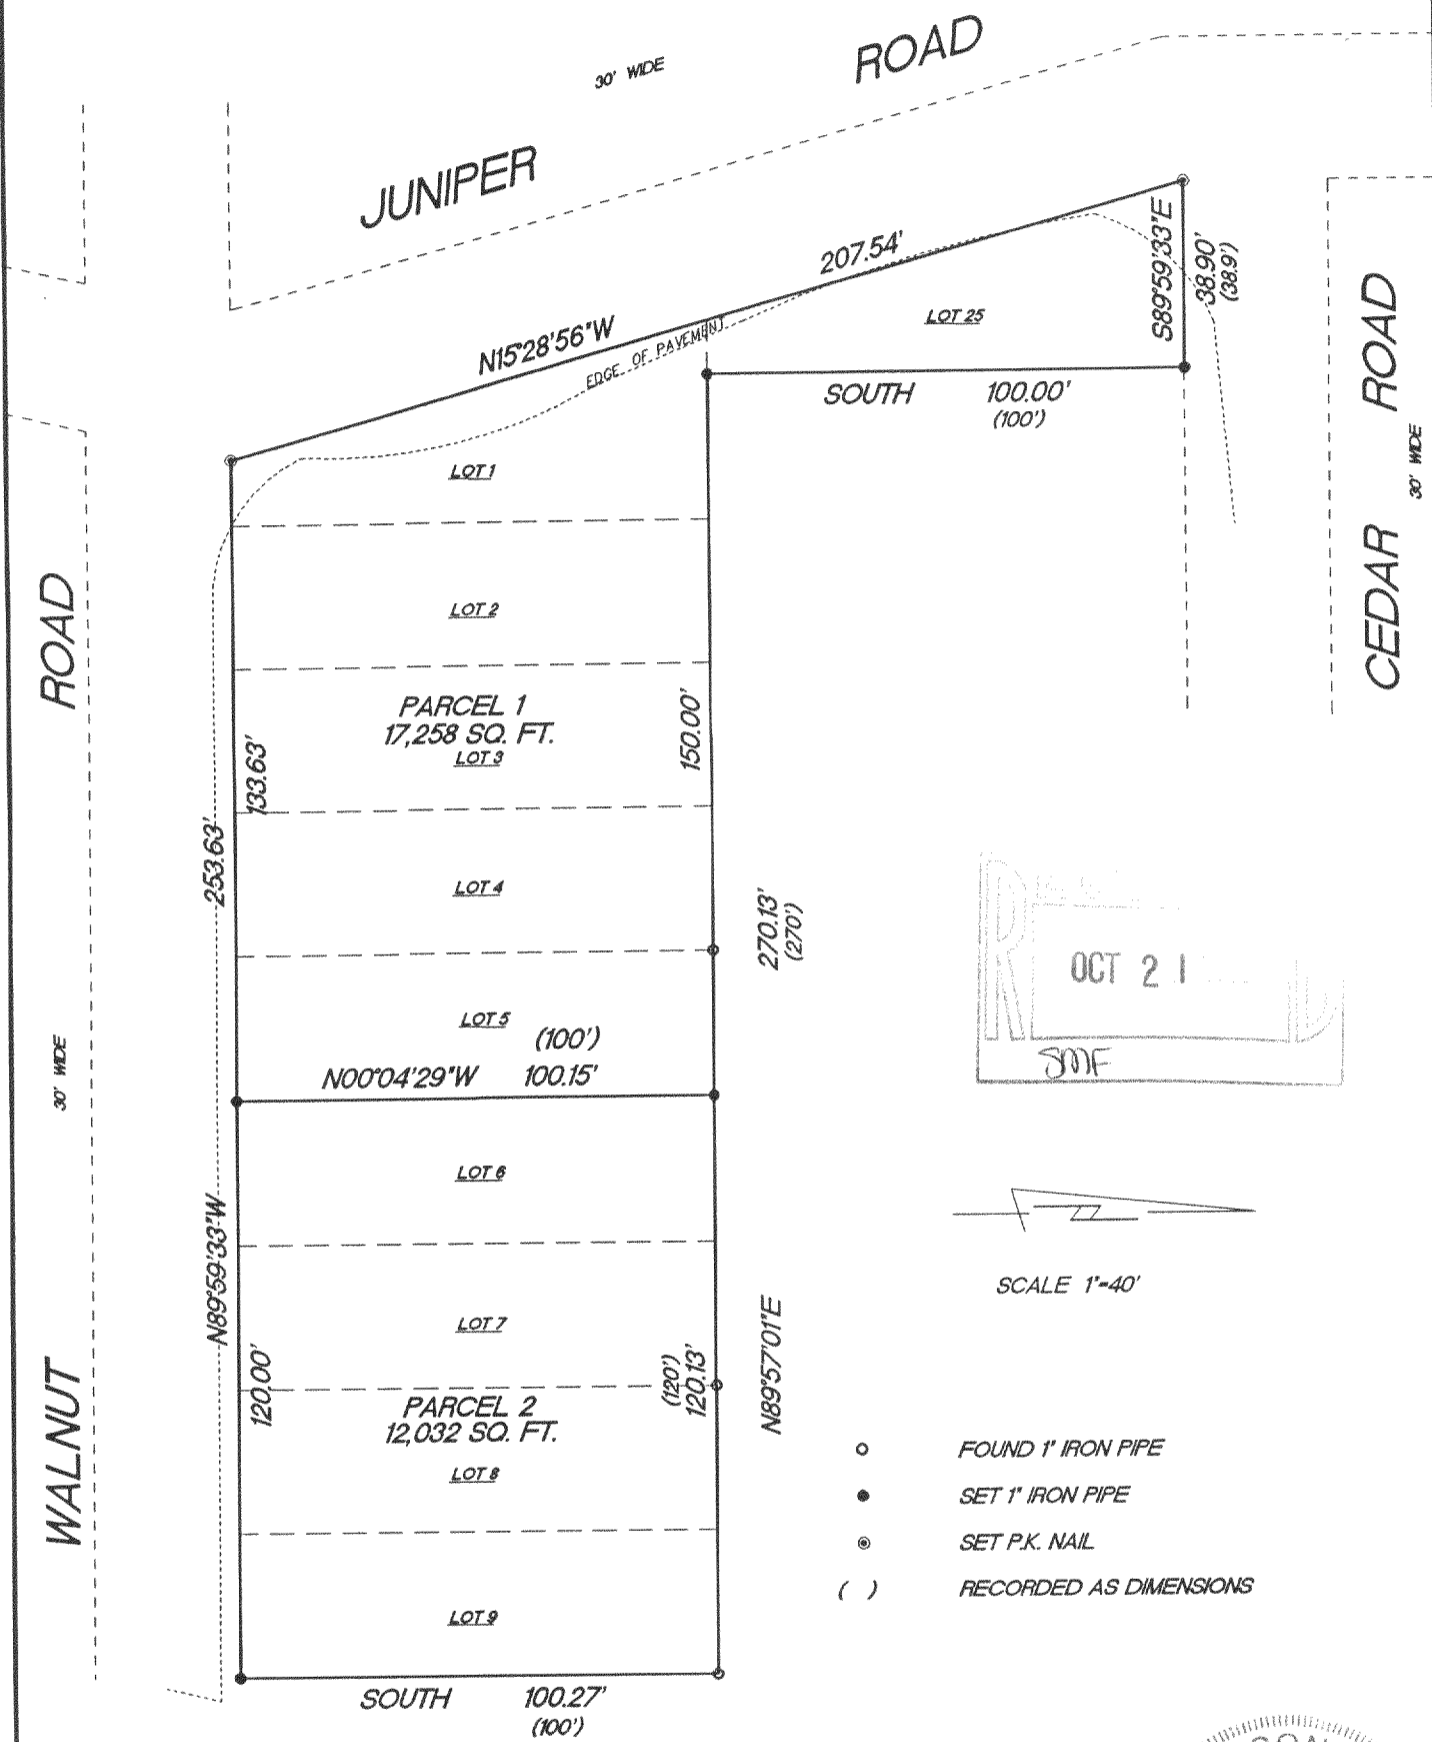 30' WIDE
JUNIPER ROAD
207.54'
N15°28'56"W
EDGE OF PAVEMENT
LOT 25
S89°59'33"E
38.90'
(38.9')
SOUTH 100.00'
(100')
CEDAR ROAD
30' WIDE
LOT 1
LOT 2
PARCEL 1
17,258 SQ. FT.
LOT 3
133.63'
150.00'
253.63'
LOT 4
270.13'
(270')
LOT 5
(100')
N00°04'29"W 100.15'
WALNUT ROAD
30' WIDE
OCT 21
SMF
LOT 6
N89°59'33"W
SCALE 1"=40'
LOT 7
N89°57'01"E
120.00'
(120')
120.13'
PARCEL 2
12,032 SQ. FT.
LOT 8
LOT 9
SOUTH 100.27'
(100')
FOUND 1" IRON PIPE
SET 1" IRON PIPE
SET P.K. NAIL
( ) RECORDED AS DIMENSIONS